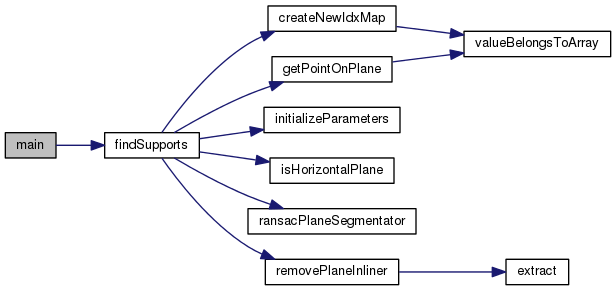 createNewIdxMap
valueBelongsToArray
getPointOnPlane
initializeParameters
main
findSupports
isHorizontalPlane
ransacPlaneSegmentator
removePlaneInliner
extract